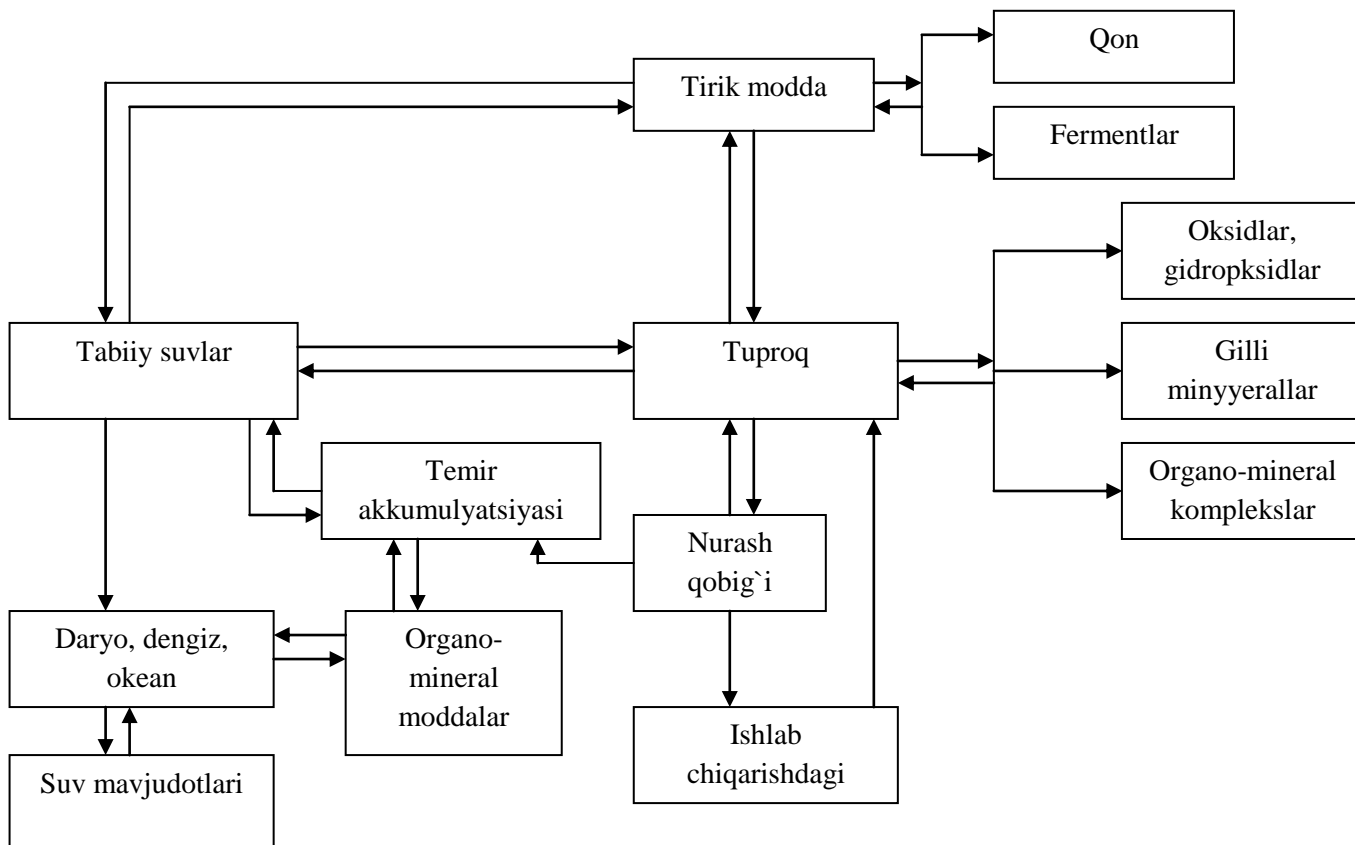 Qon
Tirik modda
Fermentlar
Oksidlar,
gidropksidlar
Tabiiy suvlar
Tuproq
Gilli
minyyerallar
Temir
akkumulyatsiyasi
Organo-mineral
komplekslar
Nurash
qobig`i
Daryo, dengiz,
okean
Organo-
mineral
moddalar
Ishlab
chiqarishdagi
Suv mavjudotlari